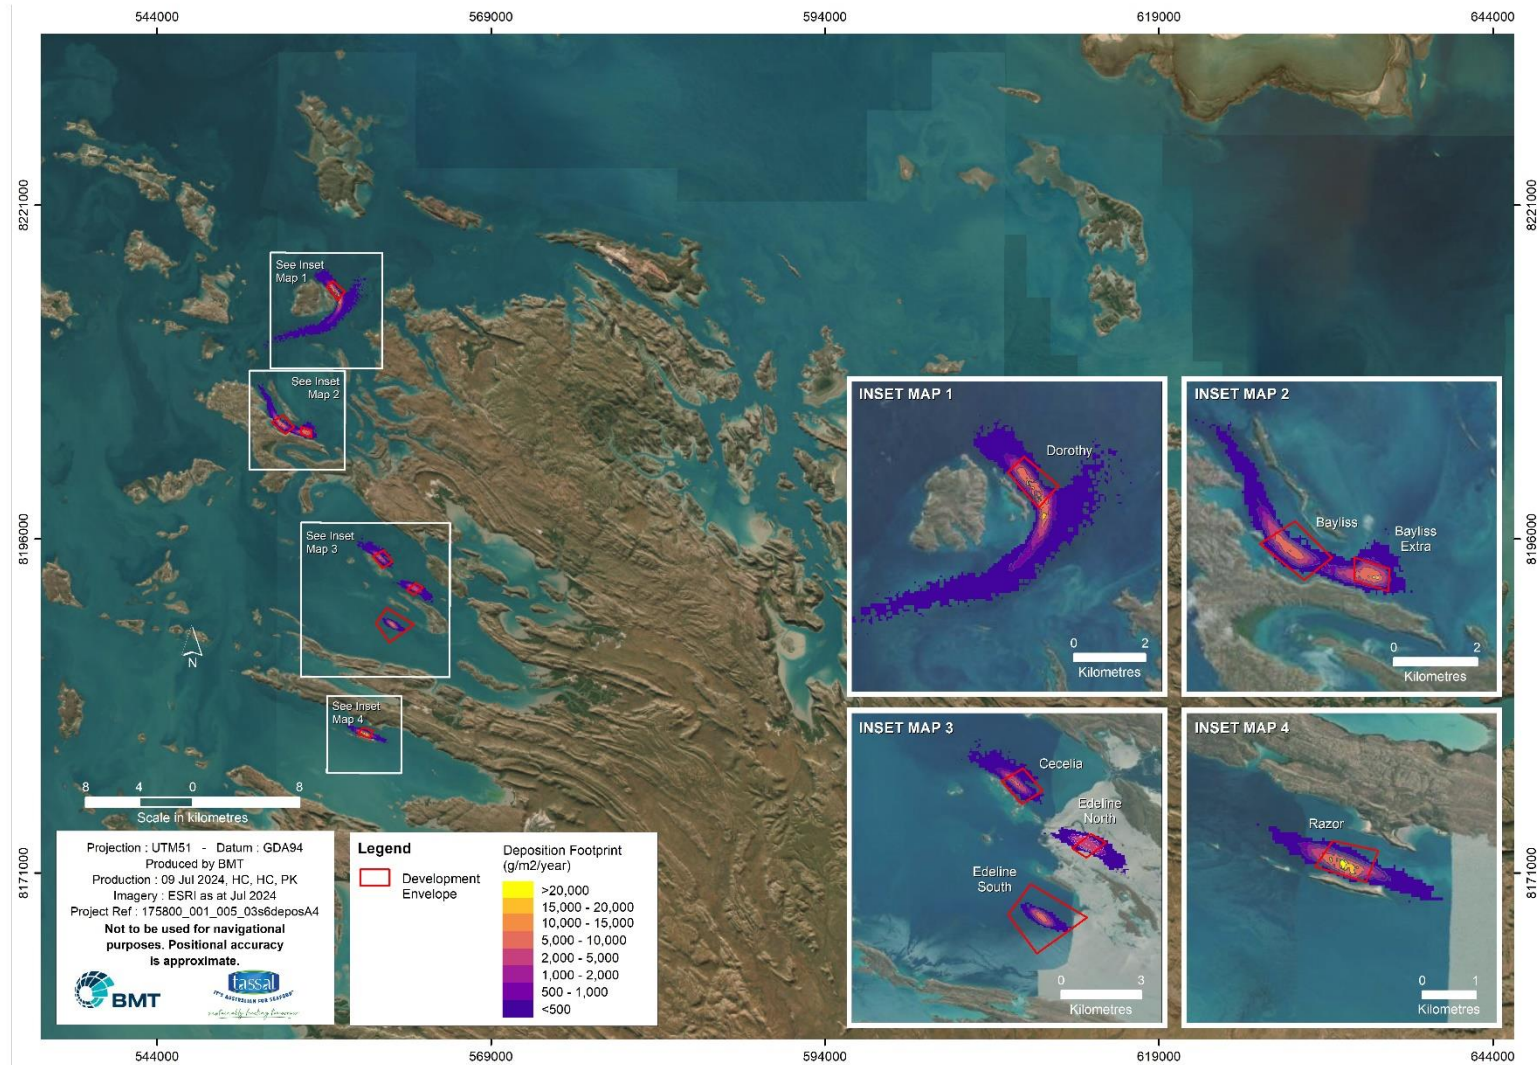 544000
569000
594000
619000
644000
8221000
8221000
8196000
8196000
8171000
8171000
See Inset
Map 1
See Inset
Map 2
See Inset
Map 3
See Inset
Map 4
N
8 4 0 8
Scale in kilometres
INSET MAP 1
Dorothy
0 2
Kilometres
INSET MAP 2
Bayliss
Bayliss
Extra
0 2
Kilometres
INSET MAP 3
Cecelia
Edeline
North
Edeline
South
0 3
Kilometres
INSET MAP 4
Razor
0 1
Kilometres
Projection : UTM51 - Datum : GDA94
Produced by BMT
Production : 09 Jul 2024, HC, HC, PK
Imagery : ESRI as at Jul 2024
Project Ref : 175800_001_005_03s6deposA4
Not to be used for navigational
purposes. Positional accuracy
is approximate.
BMT
tassal
Legend
Development
Envelope
Deposition Footprint
(g/m2/year)
>20,000
15,000 - 20,000
10,000 - 15,000
5,000 - 10,000
2,000 - 5,000
1,000 - 2,000
500 - 1,000
<500
544000
569000
594000
619000
644000